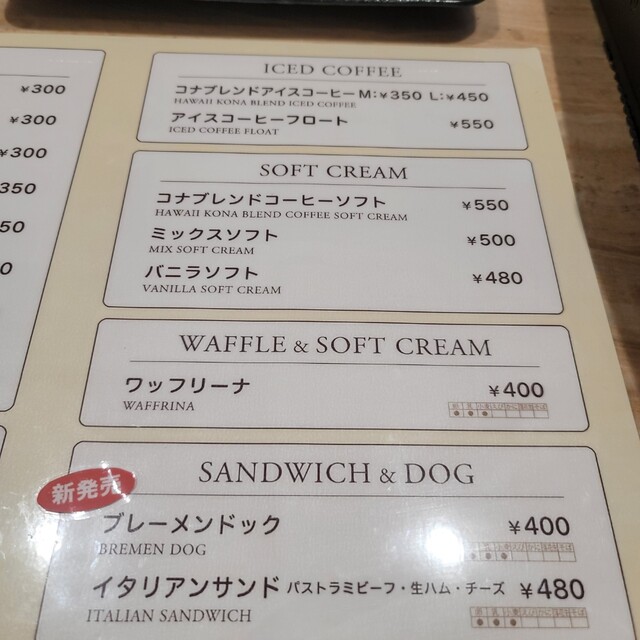 ¥300
¥300
¥300
350
50
0
ICED COFFEE
コナブレンドアイスコーヒー M:¥350 L:¥450
HAWAII KONA BLEND ICED COFFEE
アイスコーヒーフロート ¥550
ICED COFFEE FLOAT
SOFT CREAM
コナブレンドコーヒーソフト ¥550
HAWAII KONA BLEND COFFEE SOFT CREAM
ミックスソフト ¥500
MIX SOFT CREAM
バニラソフト ¥480
VANILLA SOFT CREAM
WAFFLE & SOFT CREAM
ワッフリーナ ¥400
WAFFRINA
SANDWICH & DOG
新発売
ブレーメンドック ¥400
BREMEN DOG
イタリアンサンド パストラミビーフ・生ハム・チーズ ¥480
ITALIAN SANDWICH